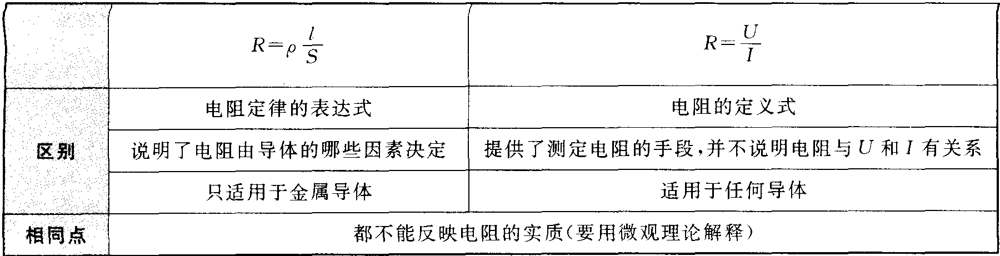 R=ρ l/S
R=U/I
区别
电阻定律的表达式
电阻的定义式
说明了电阻由导体的哪些因素决定
提供了测定电阻的手段,并不说明电阻与U和I有关系
只适用于金属导体
适用于任何导体
相同点
都不能反映电阻的实质(要用微观理论解释)